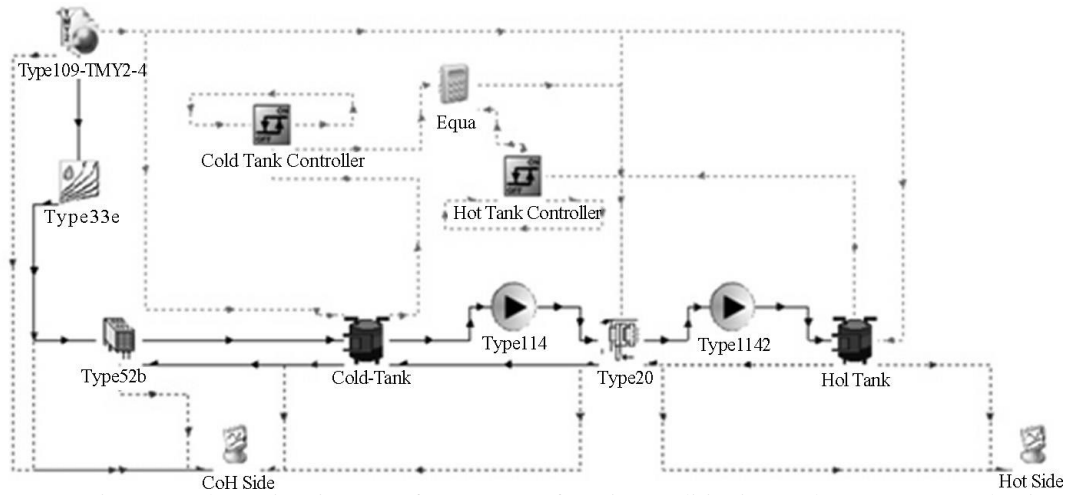 Type109-TMY2-4
Equa
Cold Tank Controller
Type33e
Hot Tank Controller
Type114
Type1142
Type52b
Cold-Tank
Type20
Hol Tank
CoH Side
Hot Side